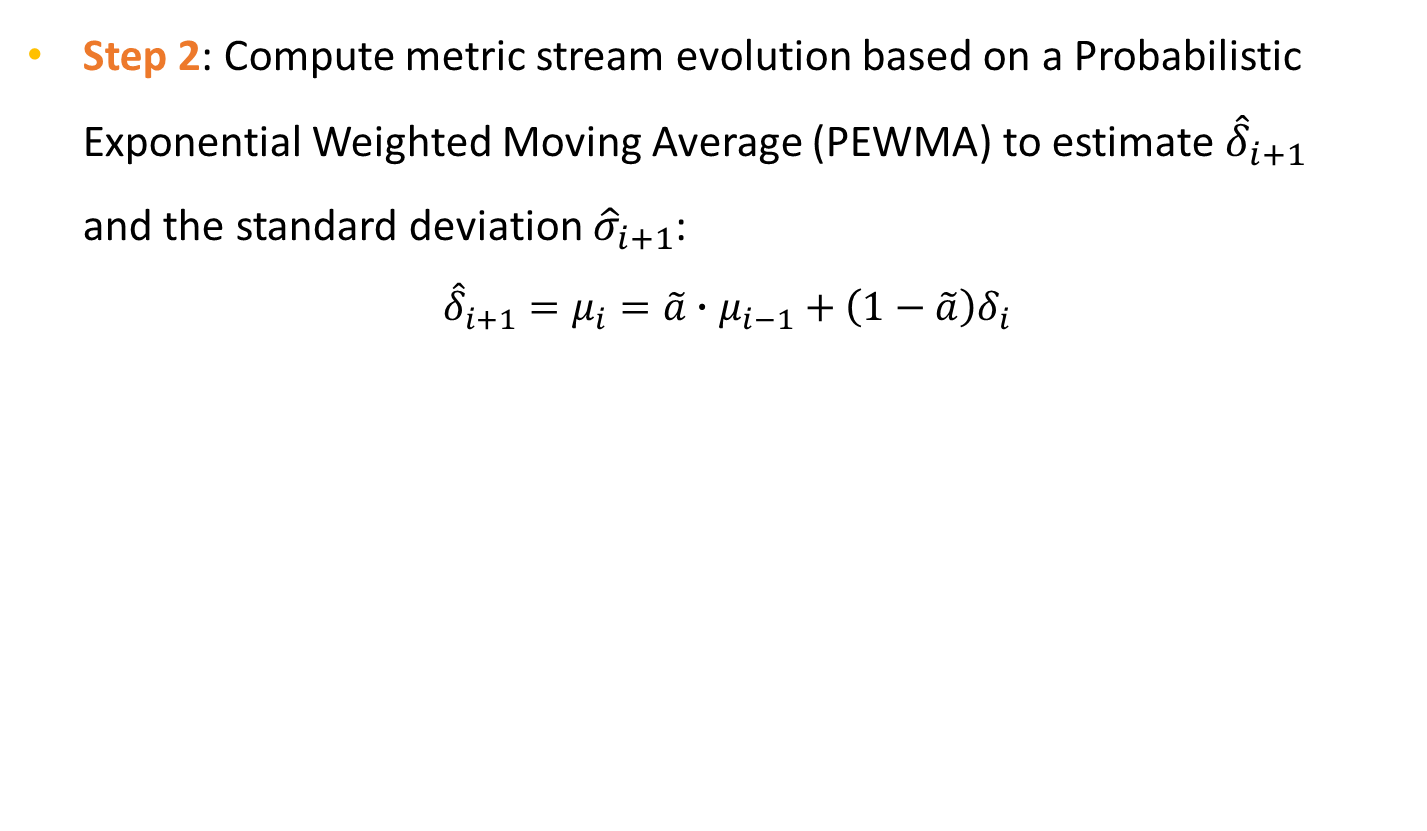 • Step 2: Compute metric stream evolution based on a Probabilistic
Exponential Weighted Moving Average (PEWMA) to estimate δ̂ᵢ₊₁
and the standard deviation σ̂ᵢ₊₁:
δ̂ᵢ₊₁ = μᵢ = ã · μᵢ₋₁ + (1 − ã)δᵢ